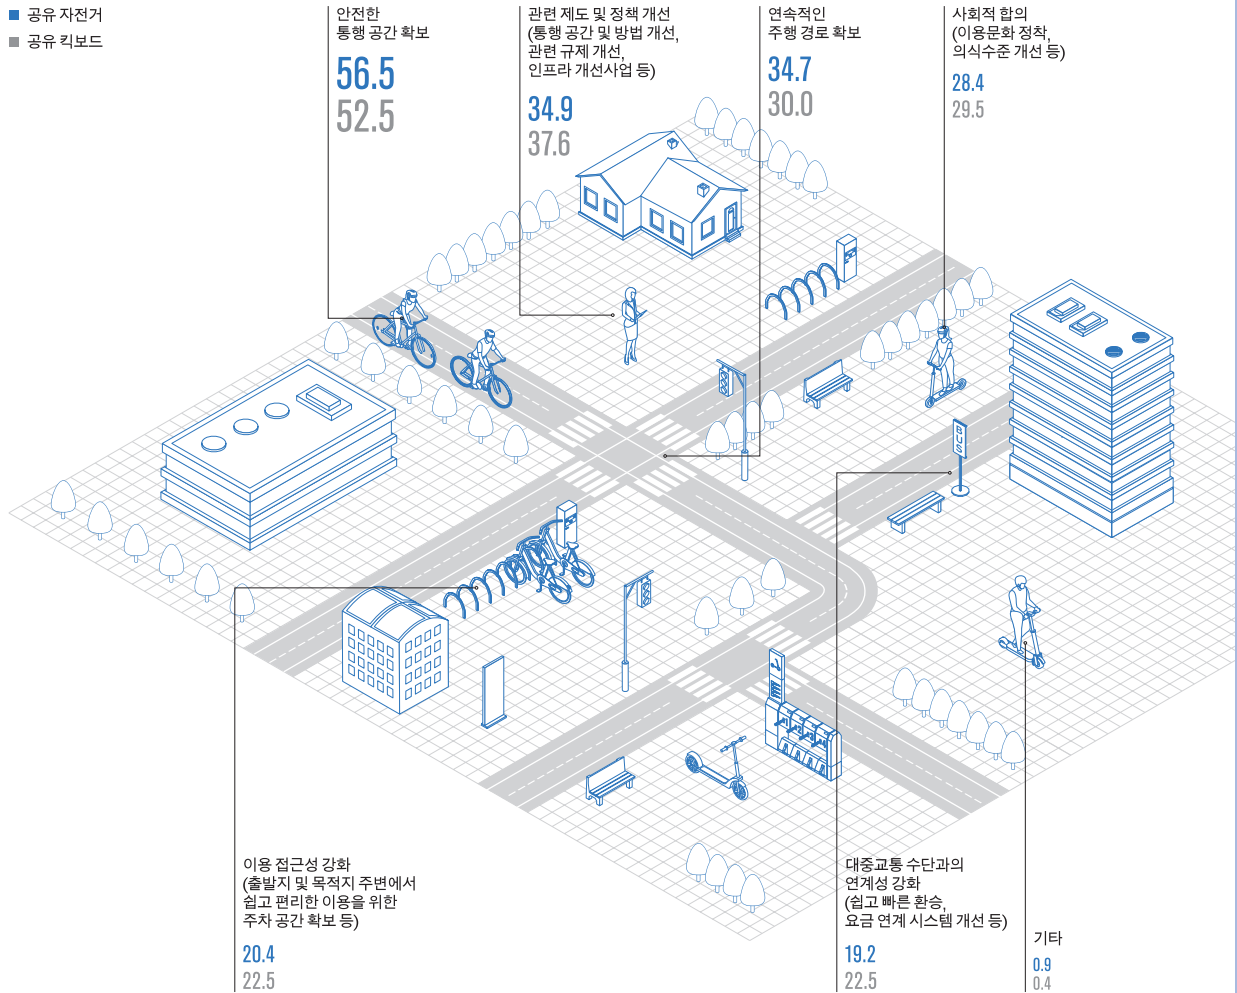 공유 자전거
공유 킥보드
안전한
통행 공간 확보
56.5
52.5
관련 제도 및 정책 개선
(통행 공간 및 방법 개선,
관련 규제 개선,
인프라 개선사업 등)
34.9
37.6
연속적인
주행 경로 확보
34.7
30.0
사회적 합의
(이용문화 정착,
의식수준 개선 등)
28.4
29.5
BUS
이용 접근성 강화
(출발지 및 목적지 주변에서
쉽고 편리한 이용을 위한
주차 공간 확보 등)
20.4
22.5
대중교통 수단과의
연계성 강화
(쉽고 빠른 환승,
요금 연계 시스템 개선 등)
19.2
22.5
기타
0.9
0.4